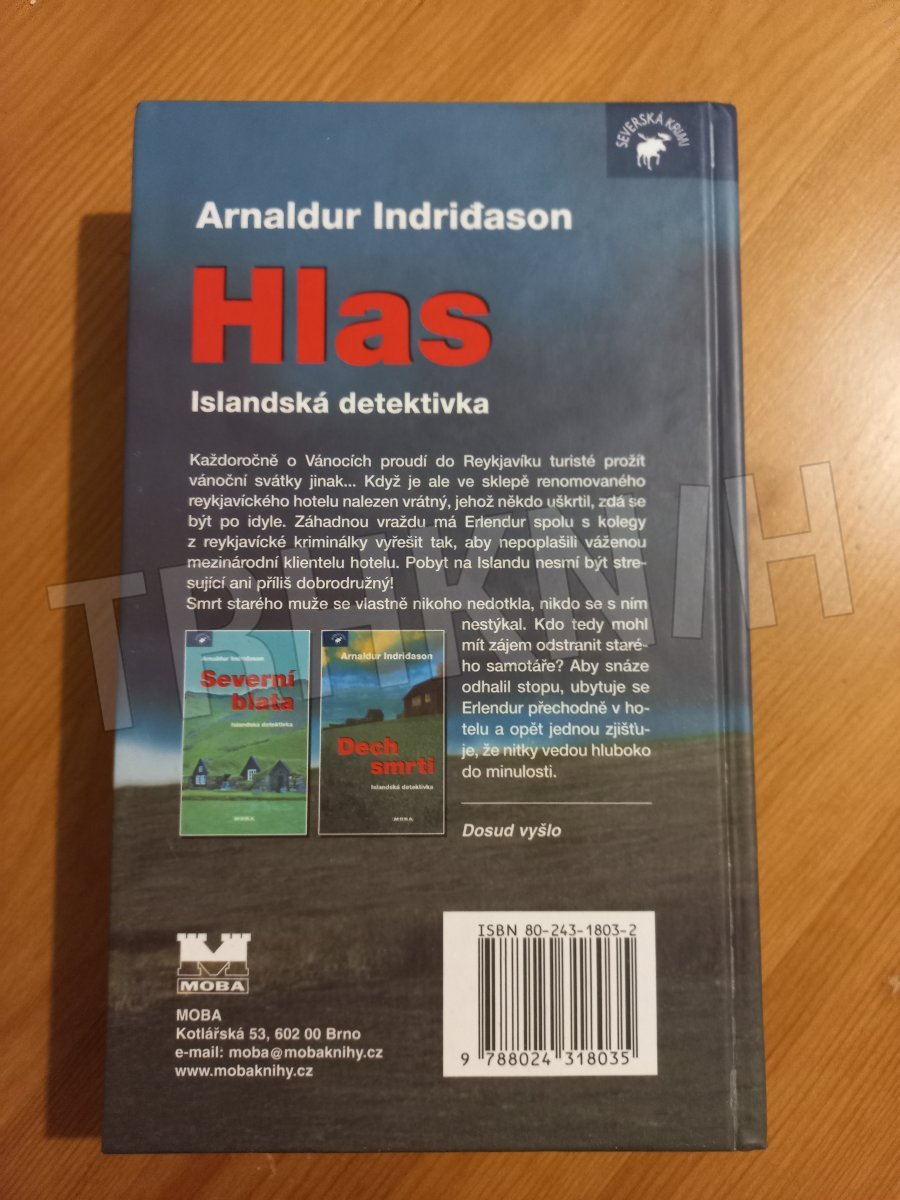 SEVERSKÁ KRIMI
Arnaldur Indriđason
Hlas
Islandská detektivka
Každoročně o Vánocích proudí do Reykjavíku turisté prožít
vánoční svátky jinak... Když je ale ve sklepě renomovaného
reykjavíckého hotelu nalezen vrátný, jehož někdo uškrtil, zdá se
být po idyle. Záhadnou vraždu má Erlendur spolu s kolegy
z reykjavícké kriminálky vyřešit tak, aby nepoplašili váženou
mezinárodní klientelu hotelu. Pobyt na Islandu nesmí být stre-
sující ani příliš dobrodružný!
Smrt starého muže se vlastně nikoho nedotkla, nikdo se s ním
nestýkal. Kdo tedy mohl
mít zájem odstranit staré-
ho samotáře? Aby snáze
odhalil stopu, ubytuje se
Erlendur přechodně v ho-
telu a opět jednou zjišťu-
je, že nitky vedou hluboko
do minulosti.
Arnaldur Indriđason
Severní
blata
Islandská detektivka
MOBA
Arnaldur Indriđason
Dech
smrti
Islandská detektivka
MOBA
Dosud vyšlo
MOBA
MOBA
Kotlářská 53, 602 00 Brno
e-mail: moba@mobaknihy.cz
www.mobaknihy.cz
ISBN 80-243-1803-2
9 788024 318035
TRHKNIH